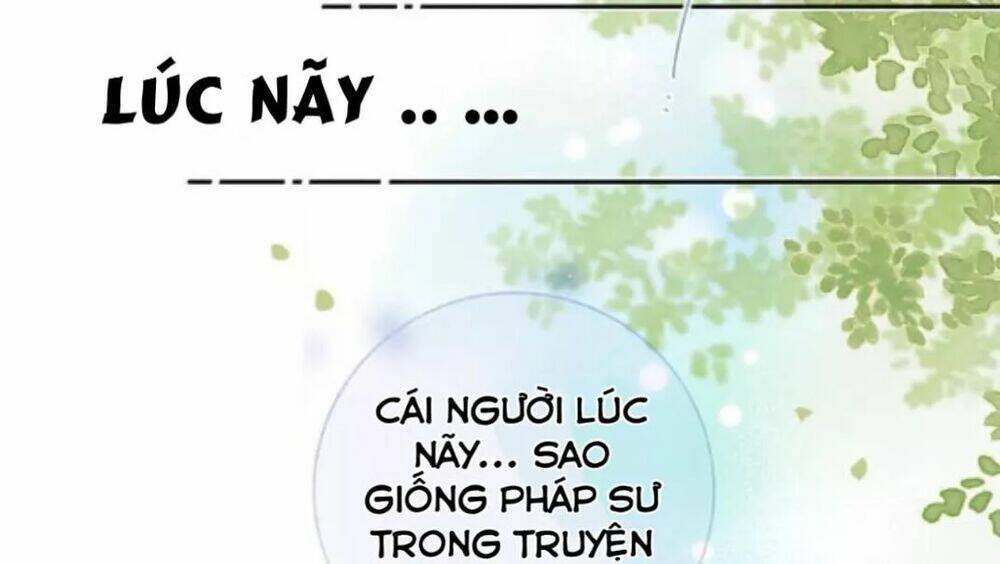 LÚC NÃY .. ...
CÁI NGƯỜI LÚC
NÃY... SAO
GIỐNG PHÁP SƯ
TRONG TRUYỆN